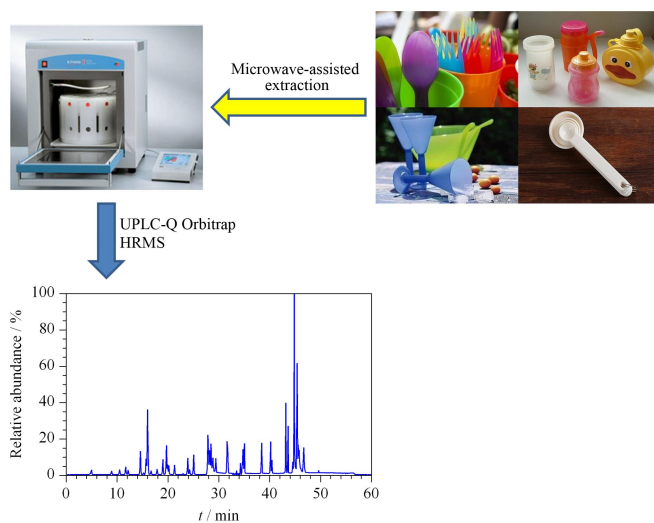 Microwave-assisted
extraction
UPLC-Q Orbitrap
HRMS
Relative abundance / %
100
80
60
40
20
0
0 10 20 30 40 50 60
t / min